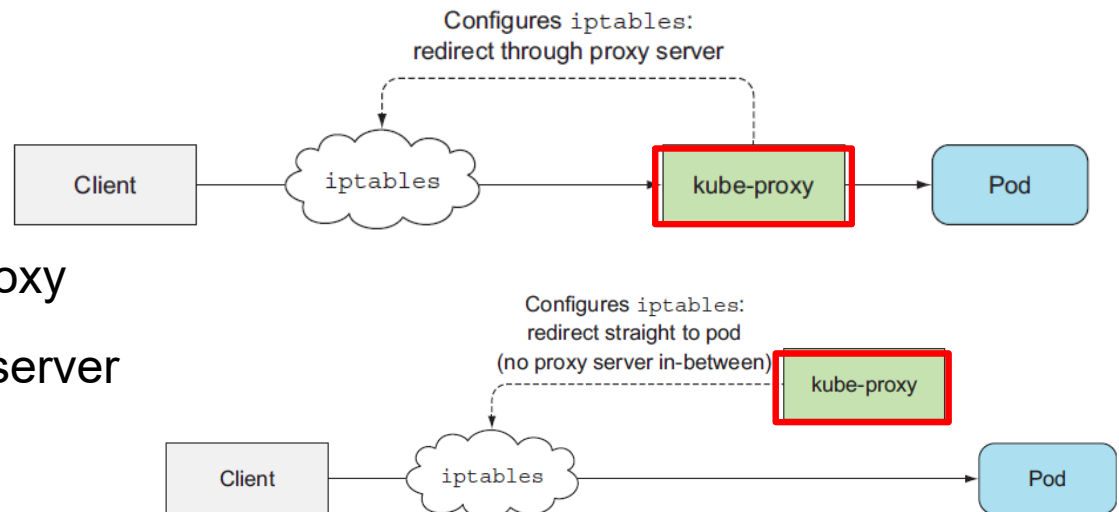 Configures iptables:
redirect through proxy server
Client
iptables
kube-proxy
Pod
oxy
server
Configures iptables:
redirect straight to pod
(no proxy server in-between)
kube-proxy
Client
iptables
Pod